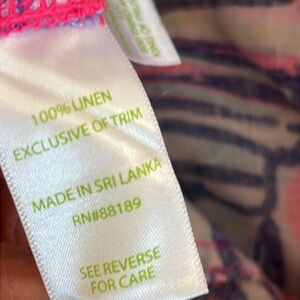 100% LINEN
EXCLUSIVE OF TRIM
MADE IN SRI LANKA
RN#88189
SEE REVERSE
FOR CARE